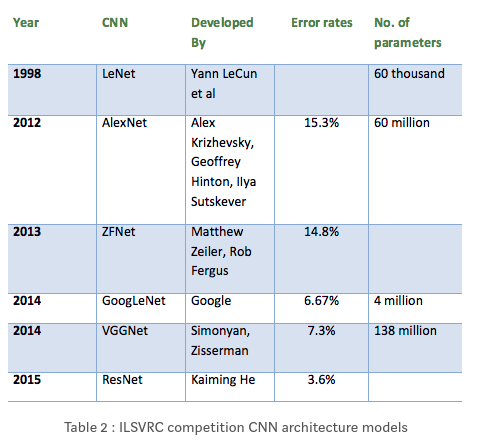 Year CNN Developed By Error rates No. of parameters
1998 LeNet Yann LeCun et al 60 thousand
2012 AlexNet Alex Krizhevsky, Geoffrey Hinton, Ilya Sutskever 15.3% 60 million
2013 ZFNet Matthew Zeiler, Rob Fergus 14.8%
2014 GoogLeNet Google 6.67% 4 million
2014 VGGNet Simonyan, Zisserman 7.3% 138 million
2015 ResNet Kaiming He 3.6%
Table 2 : ILSVRC competition CNN architecture models